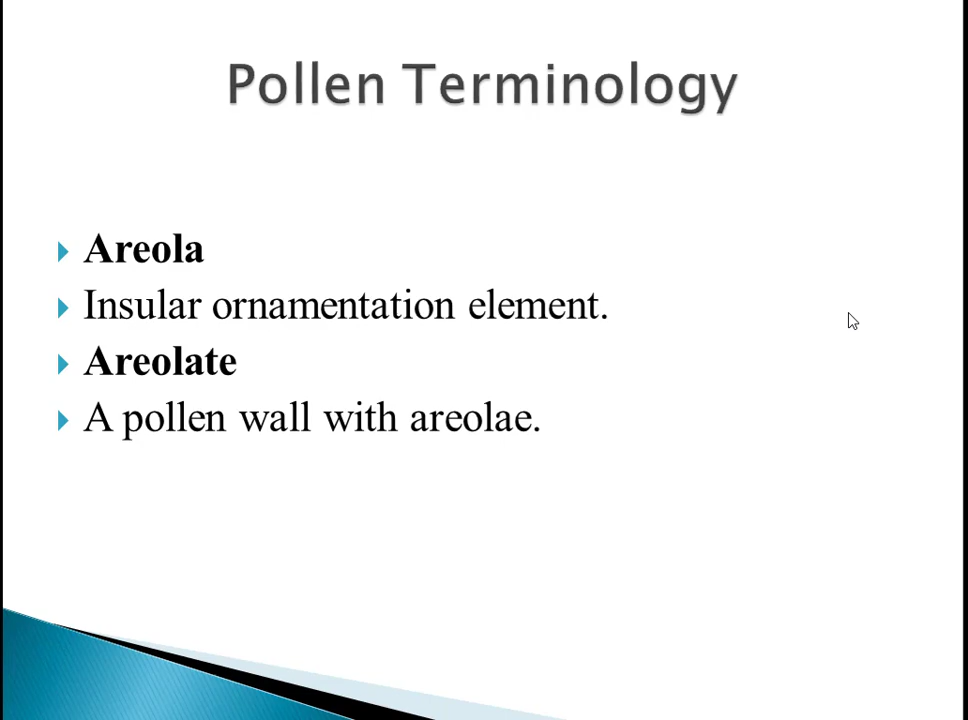 Pollen Terminology
Areola
Insular ornamentation element.
Areolate
A pollen wall with areolae.